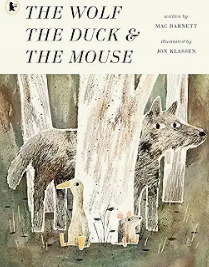 THE WOLF
THE DUCK &
THE MOUSE
written by
MAC BARNETT
illustrated by
JON KLASSEN